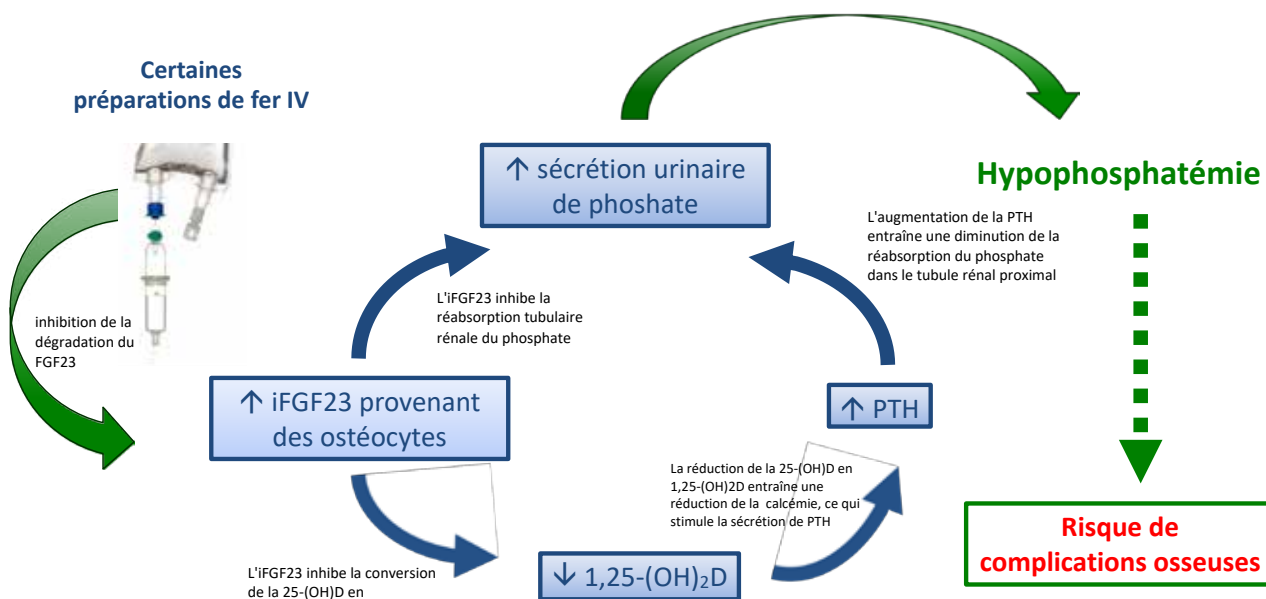 Certaines
préparations de fer IV
↑ sécrétion urinaire
de phoshate
Hypophosphatémie
L'augmentation de la PTH
entraîne une diminution de la
réabsorption du phosphate
dans le tubule rénal proximal
L'iFGF23 inhibe la
réabsorption tubulaire
rénale du phosphate
inhibition de la
dégradation du
FGF23
↑ iFGF23 provenant
des ostéocytes
↑ PTH
La réduction de la 25-(OH)D en
1,25-(OH)2D entraîne une
réduction de la calcémie, ce qui
stimule la sécrétion de PTH
Risque de
complications osseuses
L'iFGF23 inhibe la conversion
de la 25-(OH)D en
↓ 1,25-(OH)₂D